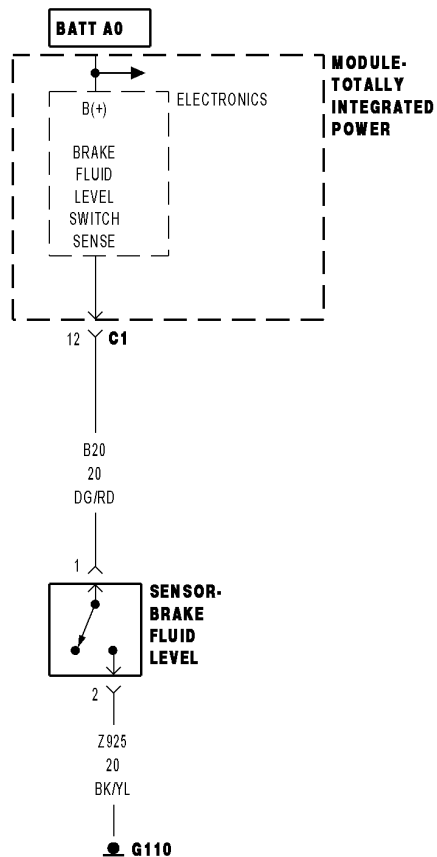 BATT A0
MODULE-
TOTALLY
INTEGRATED
POWER
ELECTRONICS
B(+)
BRAKE
FLUID
LEVEL
SWITCH
SENSE
12 C1
B20
20
DG/RD
1
SENSOR-
BRAKE
FLUID
LEVEL
2
Z925
20
BK/YL
G110